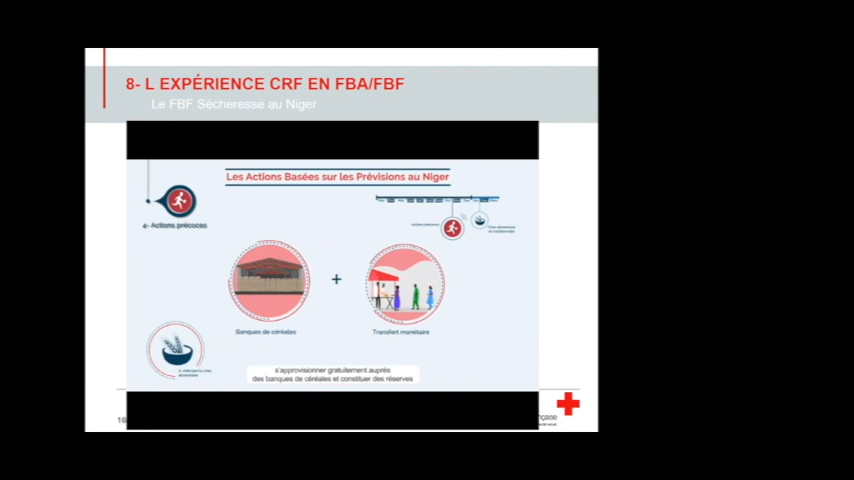 8- L EXPÉRIENCE CRF EN FBA/FBF
Le FBF Sécheresse au Niger
Les Actions Basées sur les Prévisions au Niger
4- Actions précoces
+
Banques de céréales
Transfert monétaire
s'approvisionner gratuitement auprès
des banques de céréales et constituer des réserves
16